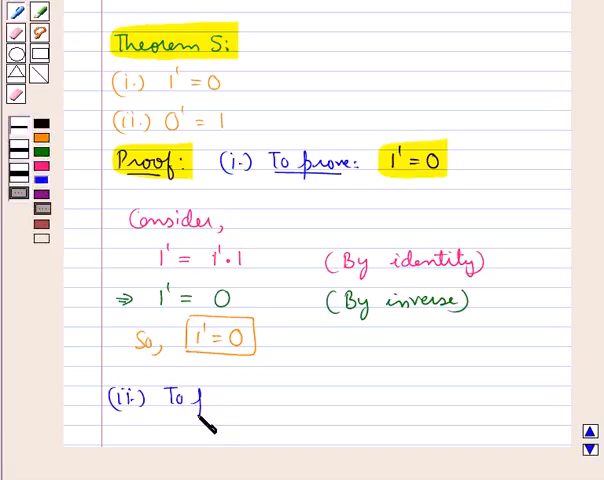 Theorem 5:
(i.) 1' = 0
(ii.) 0' = 1
Proof: (i.) To prove: 1' = 0
Consider,
1' = 1' · 1 (By identity)
⇒ 1' = 0 (By inverse)
So, 1' = 0
(ii.) To